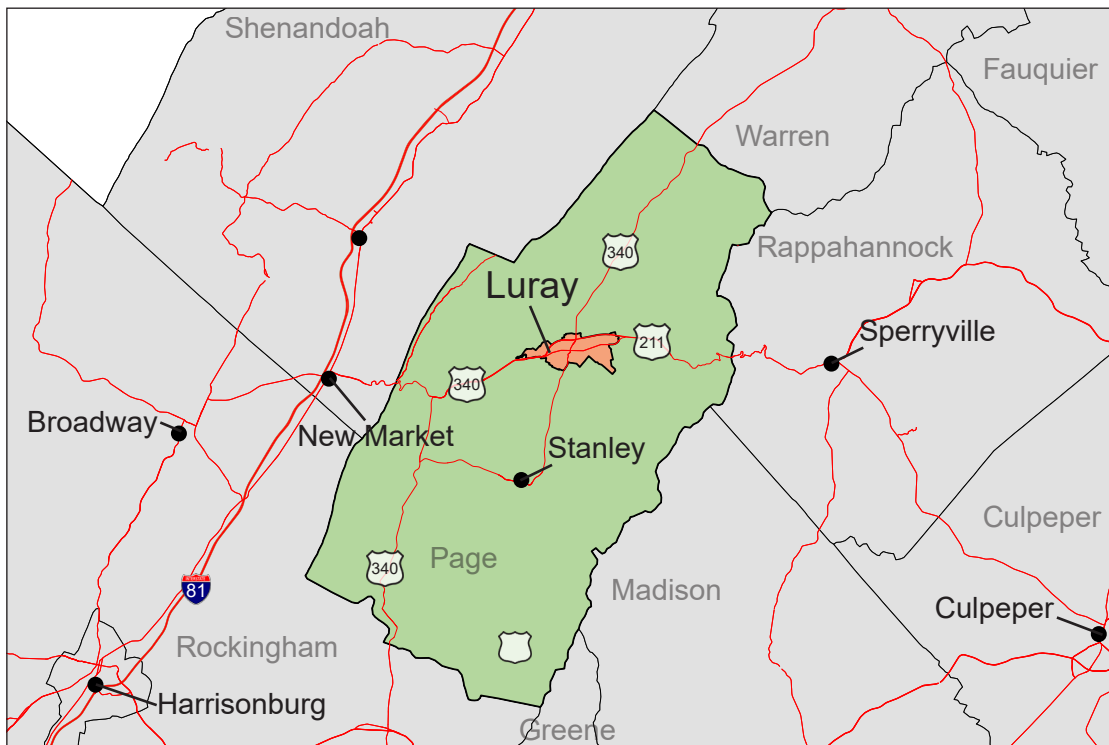 Shenandoah
Fauquier
Warren
Rappahannock
340
Luray
211
Sperryville
340
Broadway
New Market
Stanley
Culpeper
Page
340
INTERSTATE
81
Madison
Culpeper
Rockingham
Harrisonburg
Greene